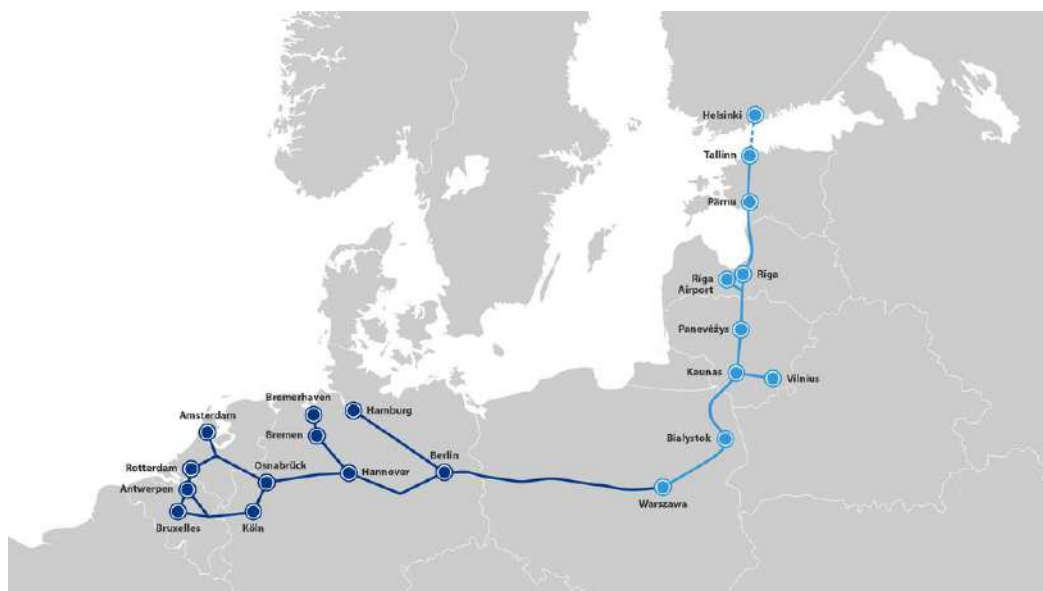 Helsinki
Tallinn
Pärnu
Riga
Riga
Airport
Panevėžys
Kaunas
Vilnius
Bialystok
Warszawa
Bremerhaven
Hamburg
Amsterdam
Bremen
Berlin
Rotterdam
Osnabrück
Hannover
Antwerpen
Bruxelles
Köln